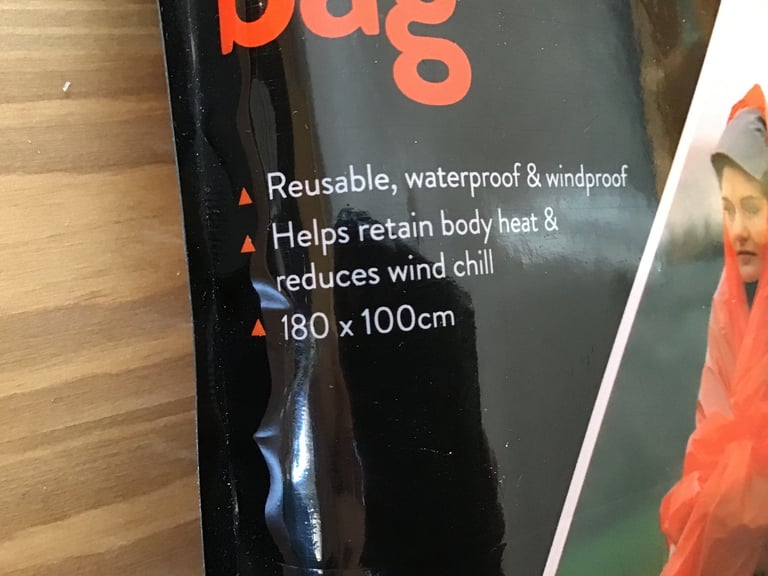 bag
Reusable, waterproof & windproof
Helps retain body heat &
reduces wind chill
180 x 100cm